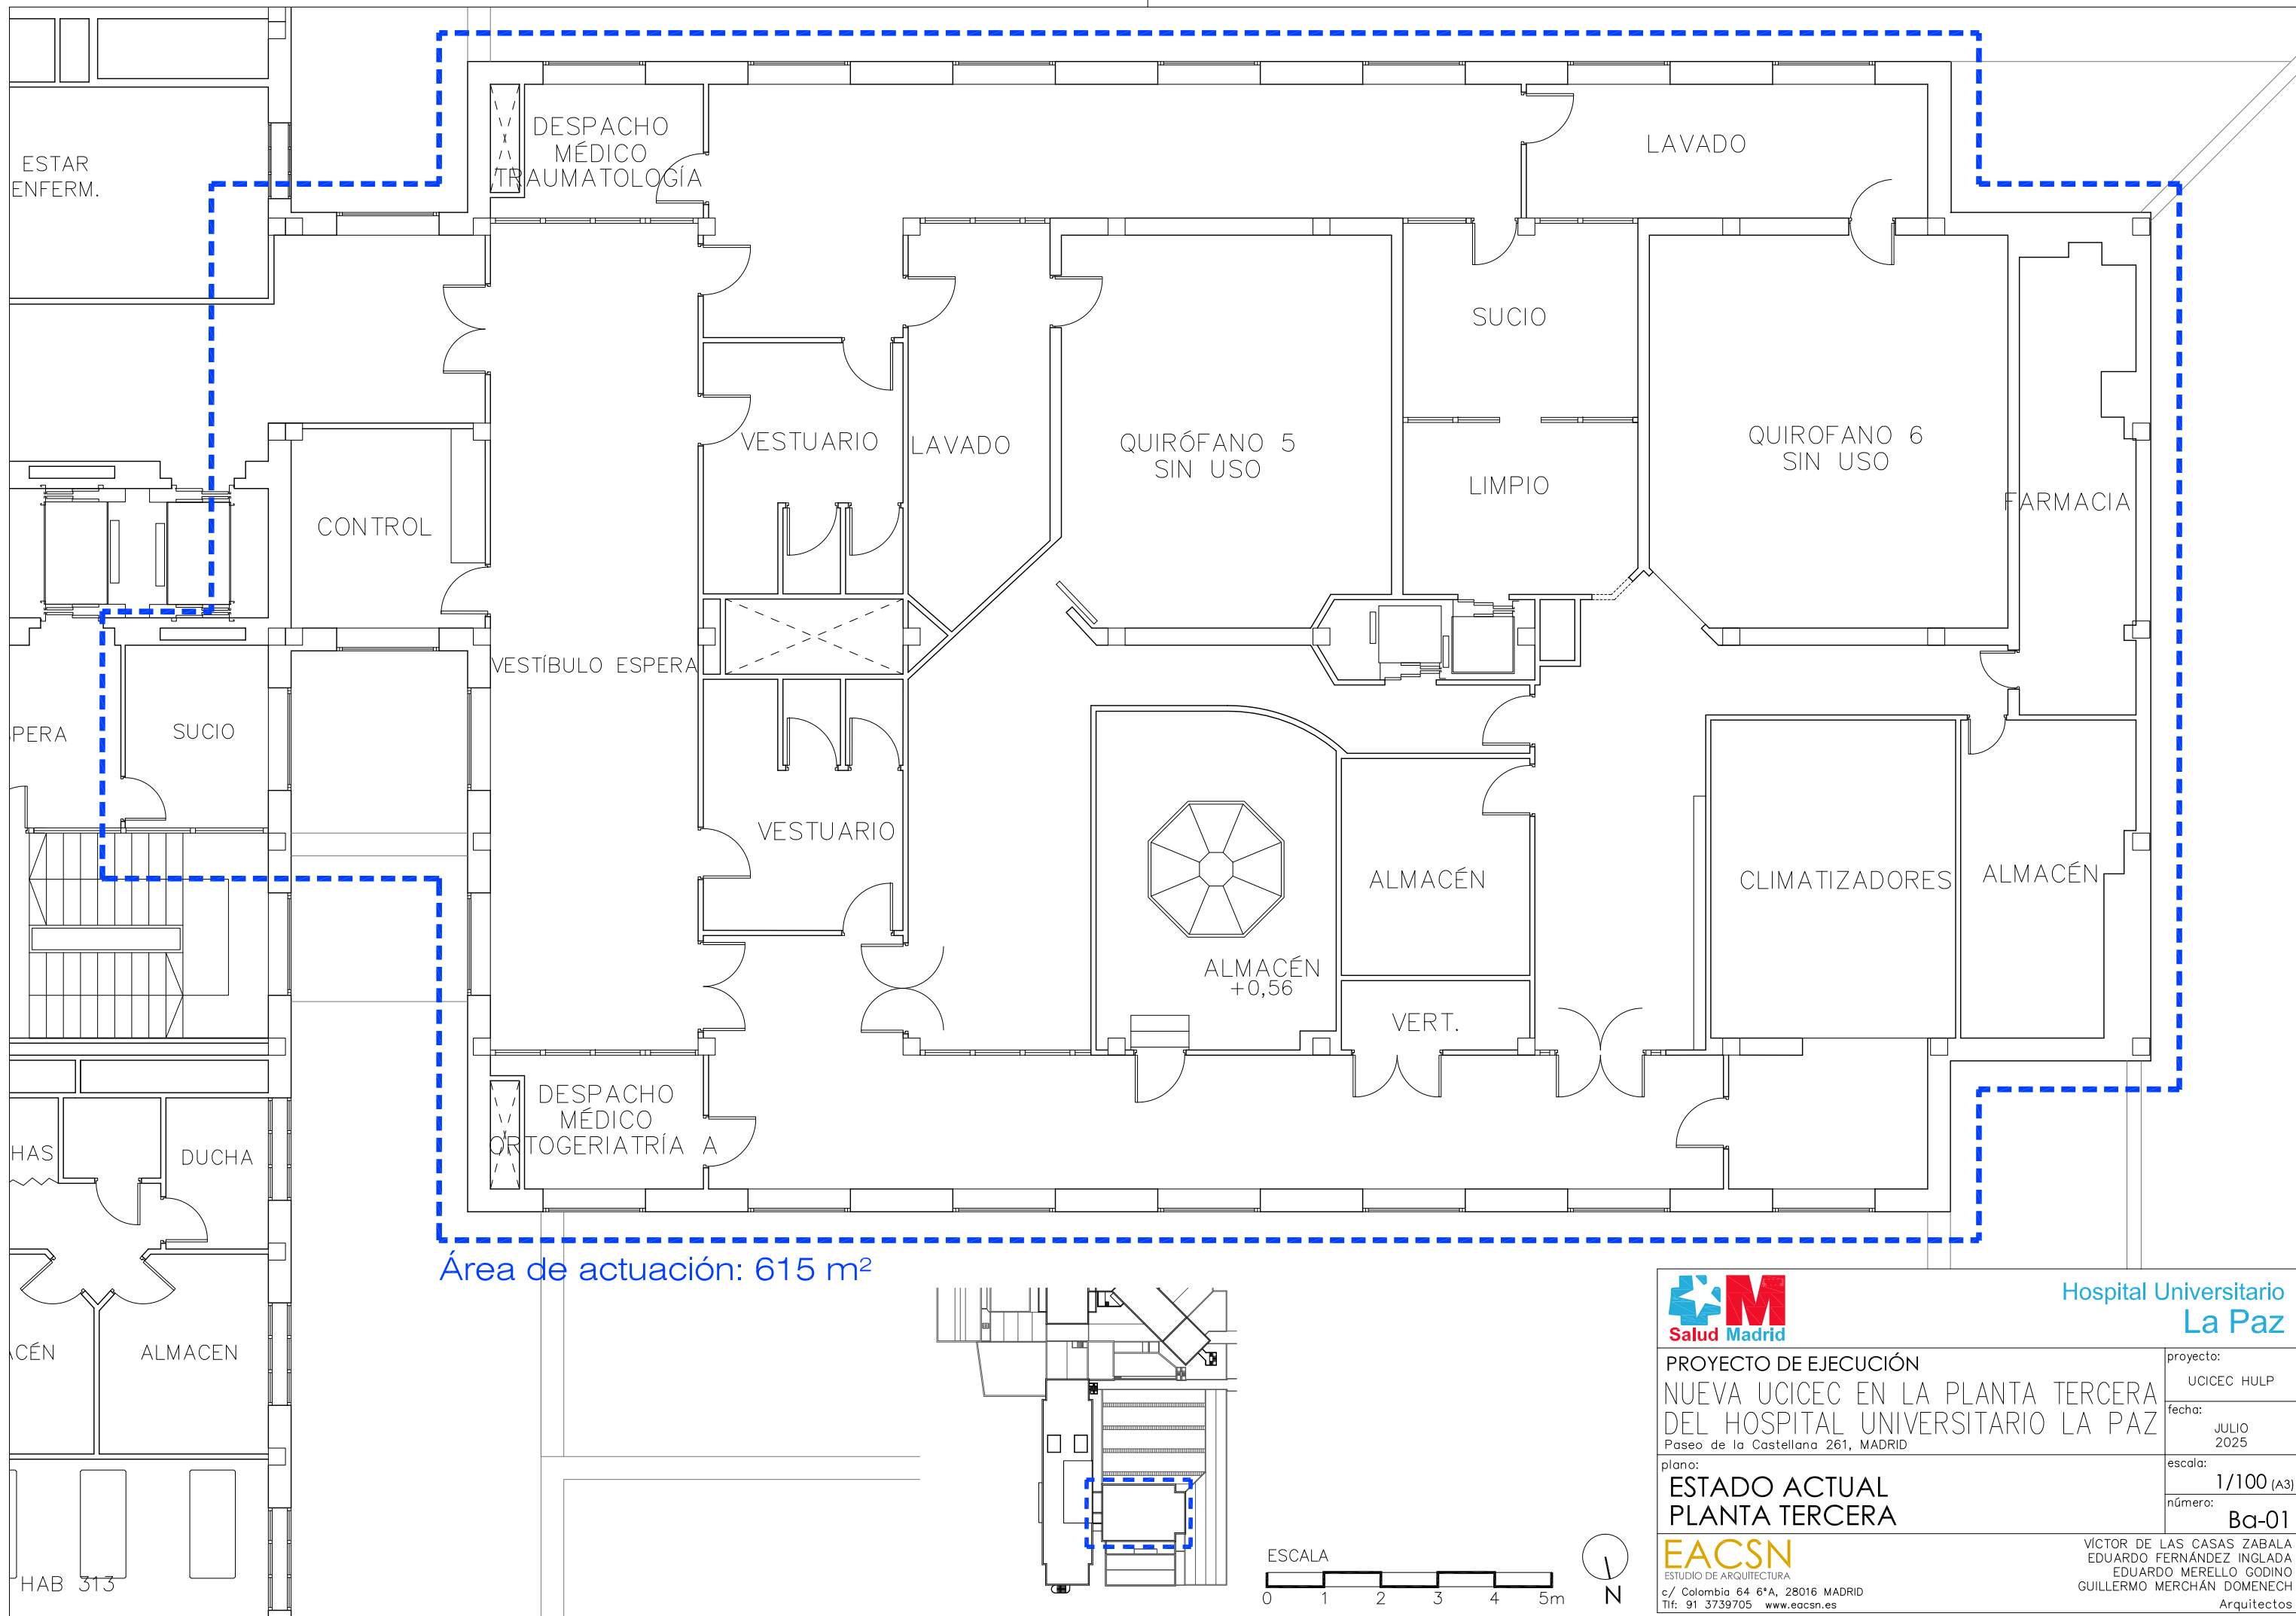 ESTAR
ENFERM.
DESPACHO
MÉDICO
TRAUMATOLOGÍA
LAVADO
SUCIO
VESTUARIO
LAVADO
QUIRÓFANO 5
SIN USO
QUIROFANO 6
SIN USO
LIMPIO
FARMACIA
CONTROL
VESTÍBULO ESPERA
PERA
SUCIO
VESTUARIO
ALMACÉN
CLIMATIZADORES
ALMACÉN
ALMACÉN
+0,56
VERT.
DESPACHO
MÉDICO
ORTOGERIATRÍA A
HAS
DUCHA
Área de actuación: 615 m²
ACÉN
ALMACEN
HAB 313
ESCALA
0 1 2 3 4 5m
N
Salud Madrid
Hospital Universitario
La Paz
PROYECTO DE EJECUCIÓN
NUEVA UCICEC EN LA PLANTA TERCERA
DEL HOSPITAL UNIVERSITARIO LA PAZ
Paseo de la Castellana 261, MADRID
proyecto:
UCICEC HULP
fecha:
JULIO
2025
plano:
ESTADO ACTUAL
PLANTA TERCERA
escala:
1/100 (A3)
número:
Ba-01
EACSN
ESTUDIO DE ARQUITECTURA
c/ Colombia 64 6ºA, 28016 MADRID
Tlf: 91 3739705 www.eacsn.es
VÍCTOR DE LAS CASAS ZABALA
EDUARDO FERNÁNDEZ INGLADA
EDUARDO MERELLO GODINO
GUILLERMO MERCHÁN DOMENECH
Arquitectos